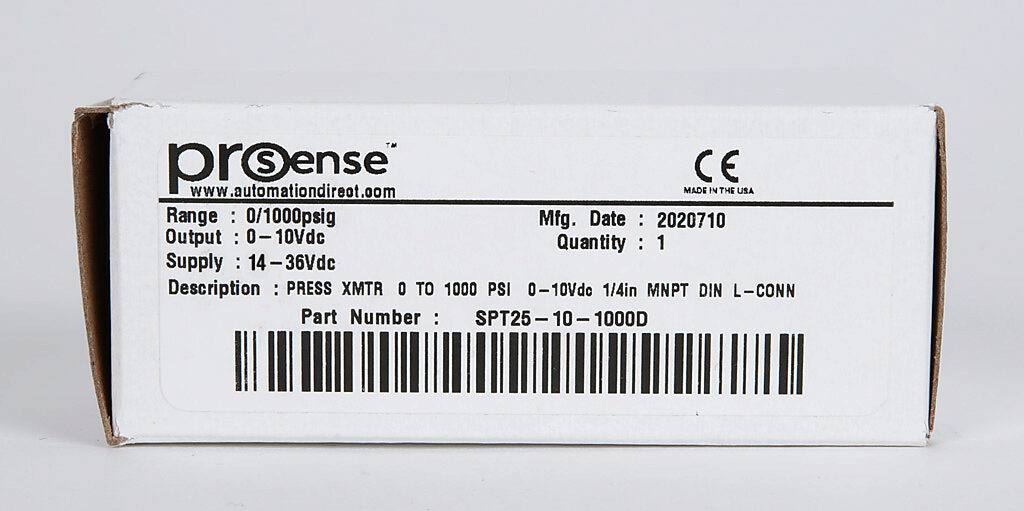 prosense™
www.automationdirect.com
CE
MADE IN THE USA
Range : 0/1000psig
Mfg. Date : 2020710
Output : 0-10Vdc
Quantity : 1
Supply : 14-36Vdc
Description : PRESS XMTR 0 TO 1000 PSI 0-10Vdc 1/4in MNPT DIN L-CONN
Part Number : SPT25-10-1000D